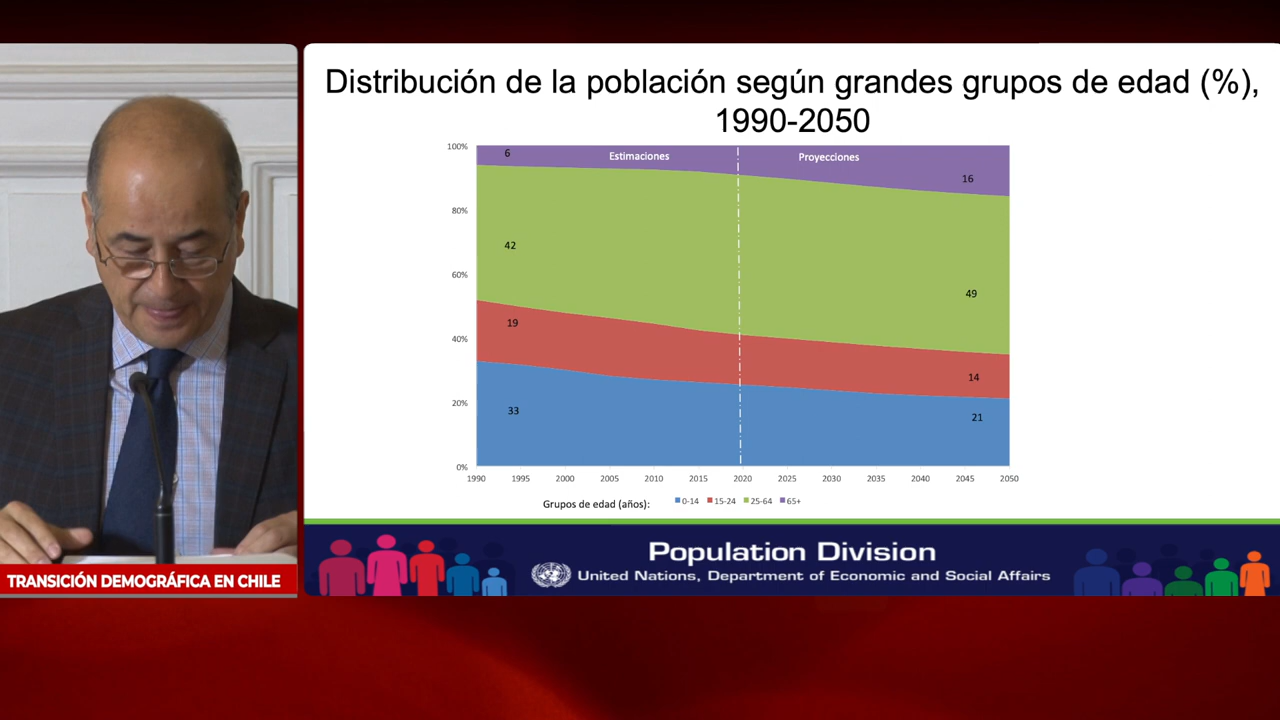 Distribución de la población según grandes grupos de edad (%),
1990-2050
100%
80%
60%
40%
20%
0%
Estimaciones
Proyecciones
6
16
42
49
19
14
33
21
1990 1995 2000 2005 2010 2015 2020 2025 2030 2035 2040 2045 2050
Grupos de edad (años): 0-14 15-24 25-64 65+
TRANSICIÓN DEMOGRÁFICA EN CHILE
Population Division
United Nations, Department of Economic and Social Affairs